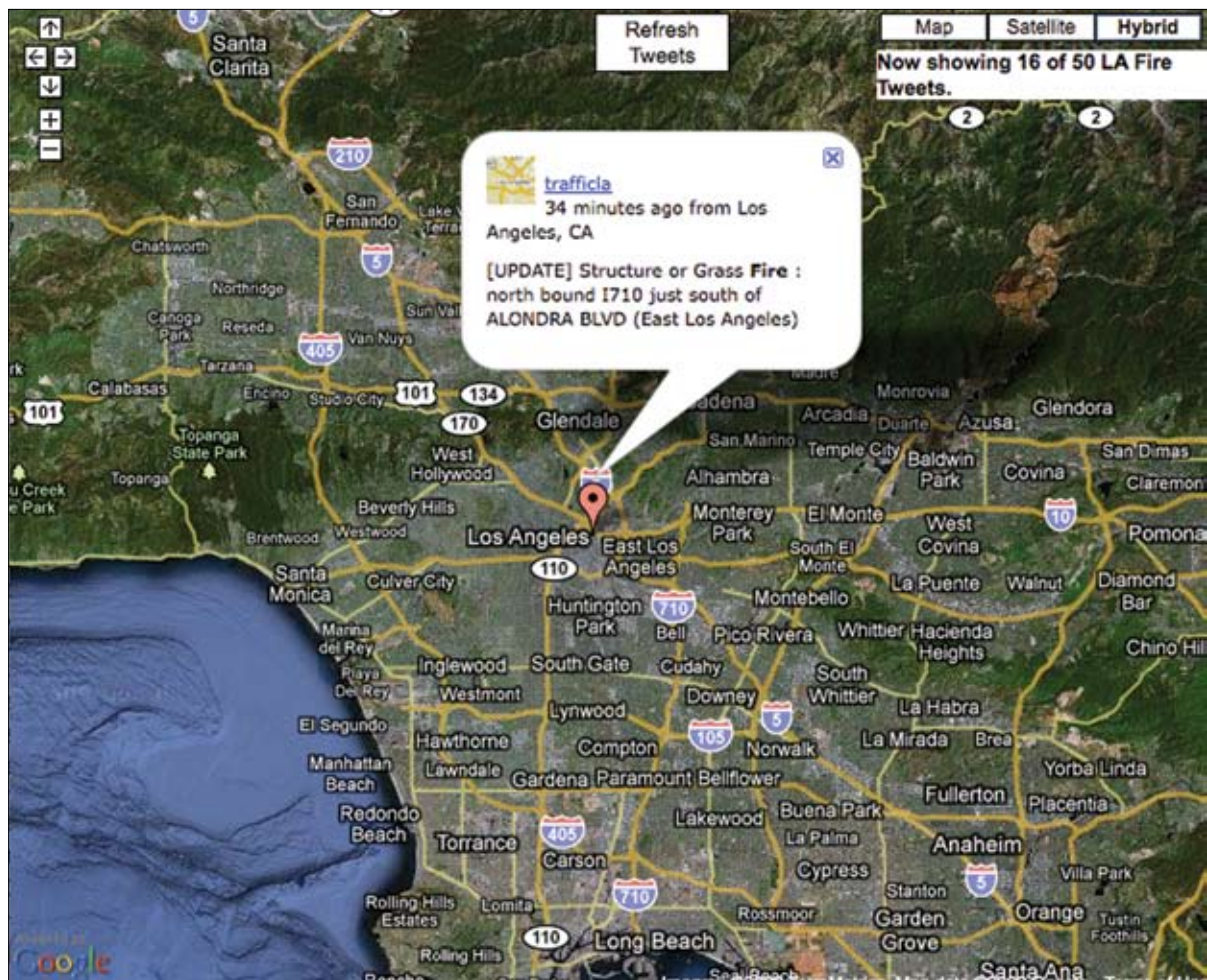 5
Santa
Clarita
Refresh
Tweets
Map Satellite Hybrid
Now showing 16 of 50 LA Fire
Tweets.
2 2
210
trafficla
34 minutes ago from Los
Angeles, CA
[UPDATE] Structure or Grass Fire :
north bound I710 just south of
ALONDRA BLVD (East Los Angeles)
San
Fernando
Chatsworth
5
Northridge
Canoga
Park
Reseda
Sun Vall
405
Van Nuys
Tarzana
Calabasas
Encino
Studio City
101
134
101
170
Glendale
Monrovia
Arcadia
Duarte
Azusa
Glendora
Topanga
State Park
Topanga
West
Hollywood
San Marino
Temple City
Baldwin
Park
Covina
San Dimas
Alhambra
Claremon
Beverly Hills
Monterey
Park
El Monte
West
Covina
10
Pomona
Brentwood
Westwood
Los Angeles
East Los
Angeles
South El
Monte
110
Santa
Monica
Culver City
La Puente
Walnut
Diamond
Bar
Huntington
Park
710
Bell
Montebello
Pico Rivera
Whittier
Hacienda
Heights
Chino Hil
Marina
del Rey
Playa
Del Rey
Inglewood
South Gate
Cudahy
South
Whittier
Westmont
Downey
La Habra
El Segundo
Lynwood
5
105
Hawthorne
Compton
Norwalk
La Mirada
Brea
Manhattan
Beach
Lawndale
Gardena
Paramount
Bellflower
Yorba Linda
Redondo
Beach
Lakewood
Buena Park
Fullerton
Placentia
405
Torrance
La Palma
Anaheim
Carson
Cypress
5
Villa Park
710
Stanton
Rolling Hills
Estates
Lomita
Rossmoor
Garden
Grove
Orange
Tustin
Foothills
110
Long Beach
Rolling Hills
Seal Beach
Santa Ana
Google